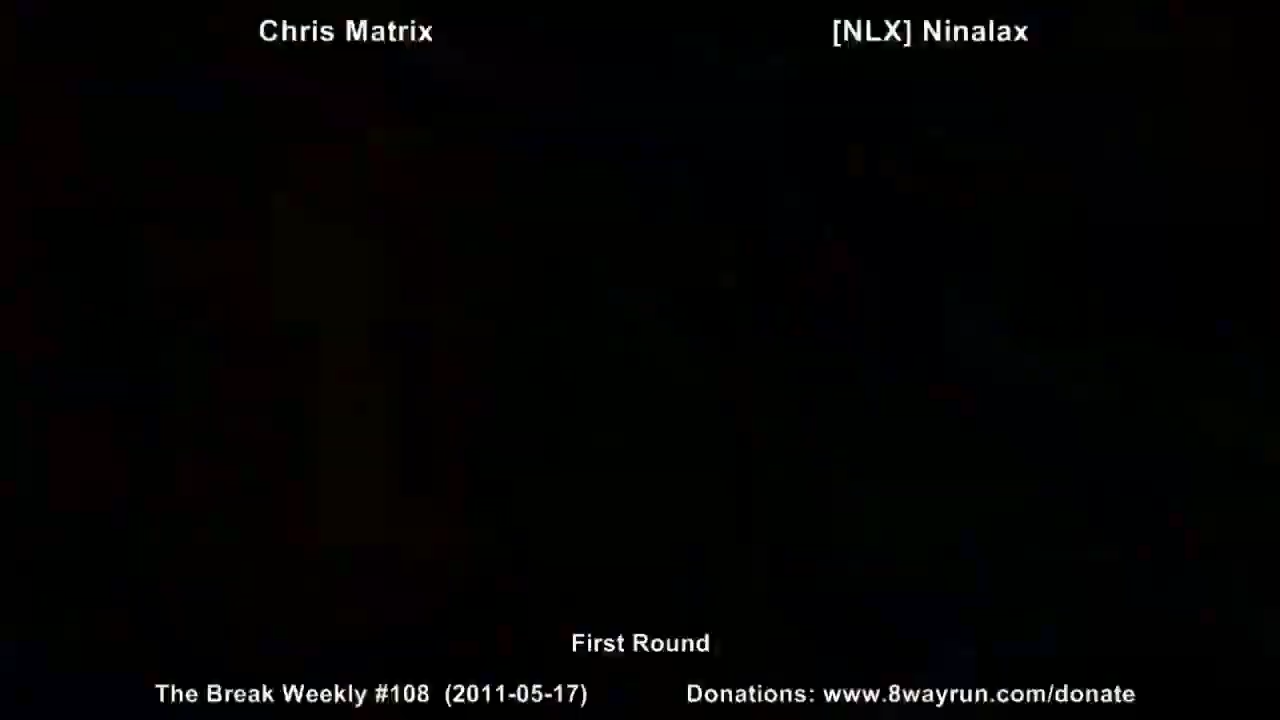 Chris Matrix [NLX] Ninalax
First Round
The Break Weekly #108 (2011-05-17) Donations: www.8wayrun.com/donate